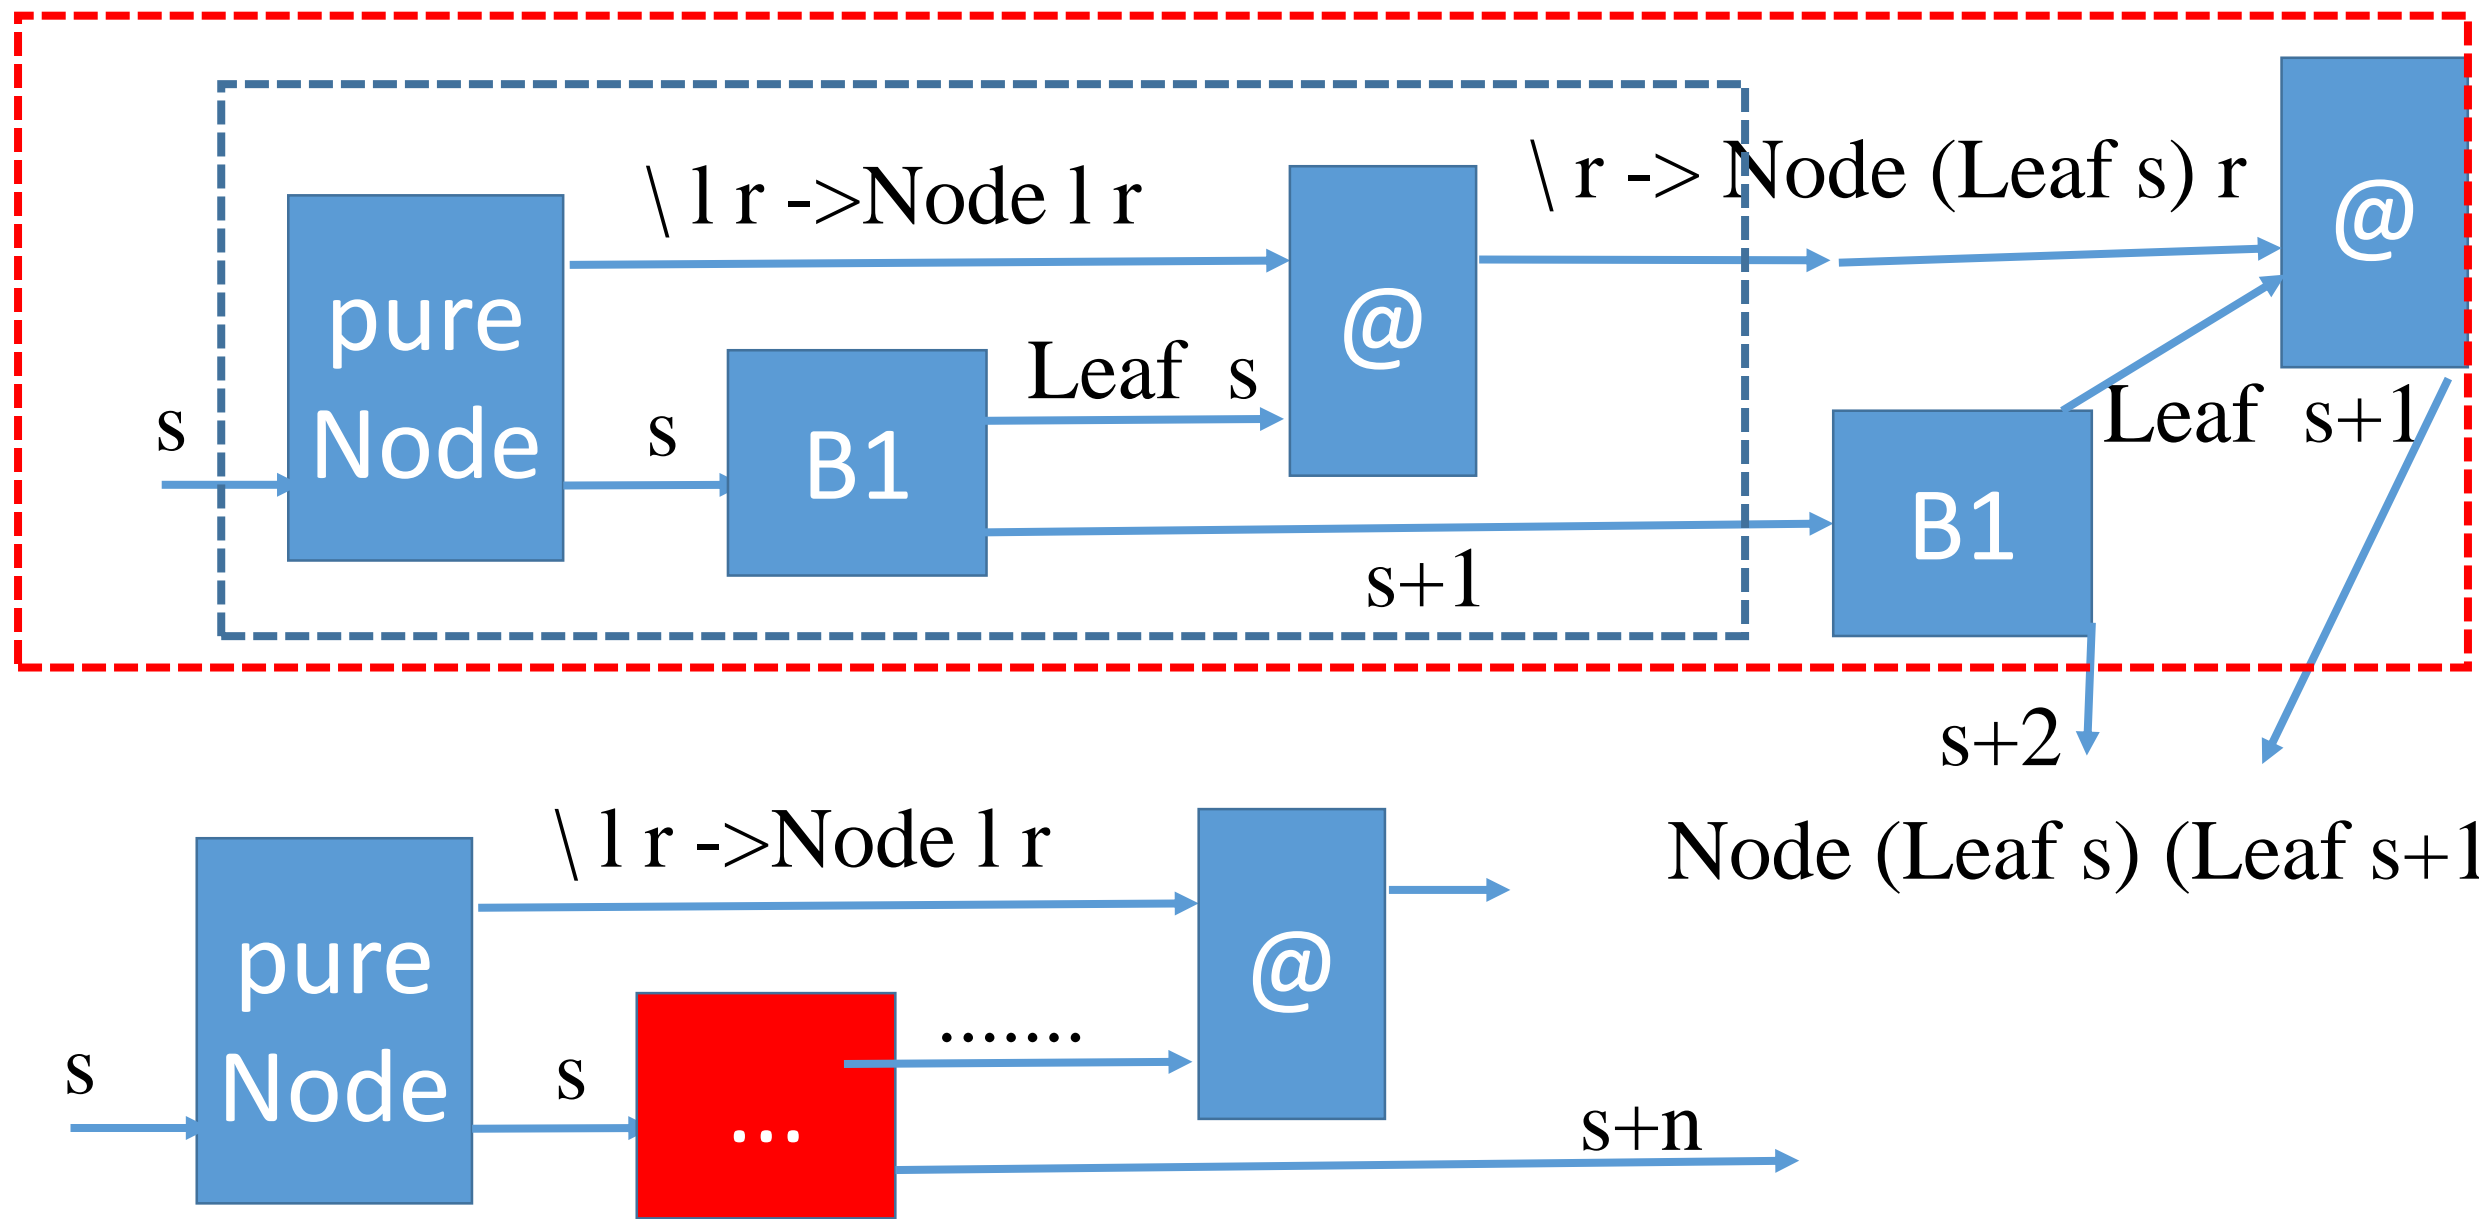 \ l r ->Node l r
\ r -> Node (Leaf s) r
@
pure
Node
@
Leaf  s
s
s
B1
Leaf  s+1
B1
s+1
s+2
\ l r ->Node l r
Node (Leaf s) (Leaf s+1
pure
Node
@
.......
s
s
...
s+n